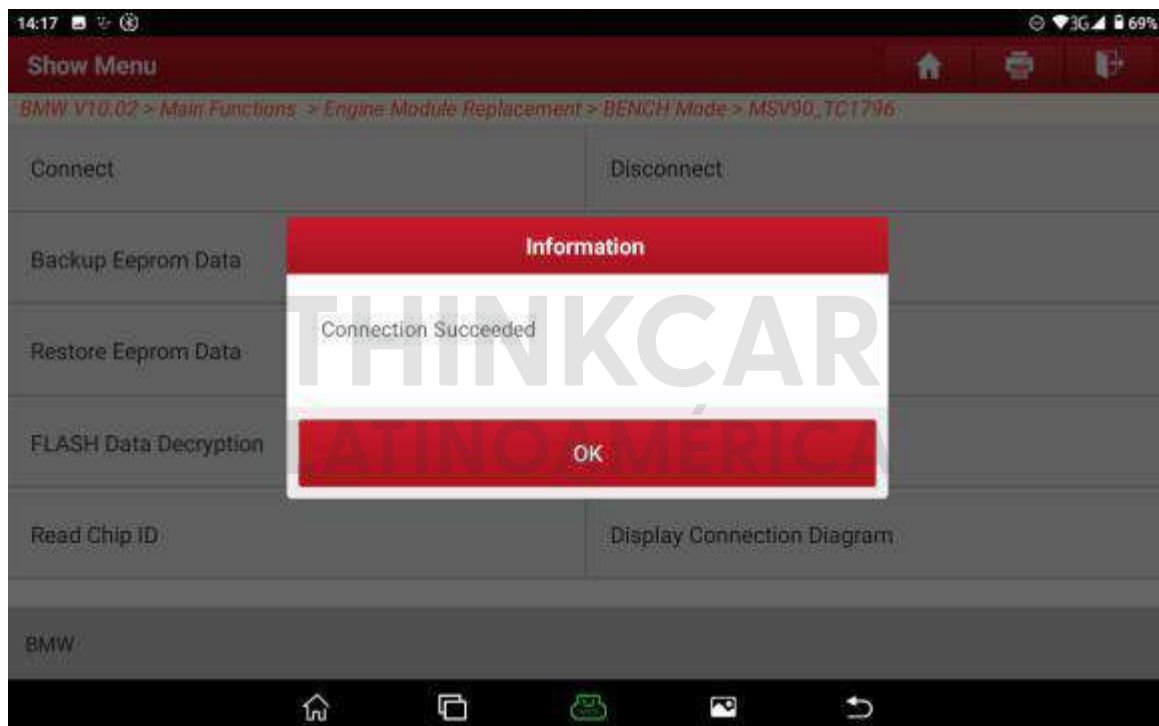 14:17 3G 69%
Show Menu
BMW V10.02 > Main Functions > Engine Module Replacement > BENCH Mode > MSV90_TC1796
Connect Disconnect
Information
Backup Eeprom Data
Connection Succeeded
THINKCAR
Restore Eeprom Data
FLASH Data Decryption
OK
LATINOAMÉRICA
Read Chip ID Display Connection Diagram
BMW